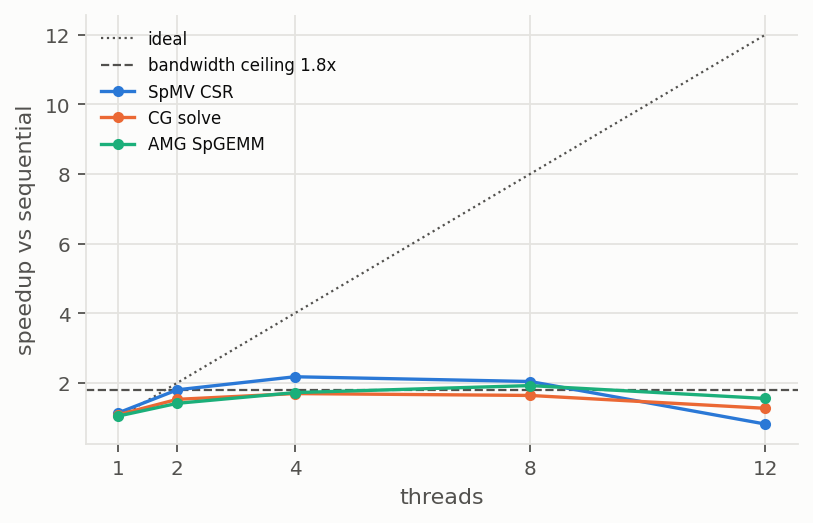 ideal
bandwidth ceiling 1.8x
SpMV CSR
CG solve
AMG SpGEMM
speedup vs sequential
12
10
8
6
4
2
1 2 4 8 12
threads